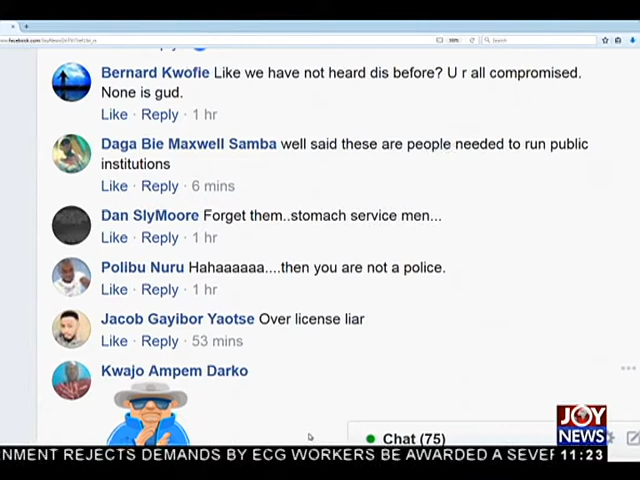 Bernard Kwofie Like we have not heard dis before? U r all compromised.
None is gud.
Like · Reply · 1 hr
Daga Bie Maxwell Samba well said these are people needed to run public
institutions
Like · Reply · 6 mins
Dan SlyMoore Forget them..stomach service men...
Like · Reply · 1 hr
Polibu Nuru Hahaaaaaa....then you are not a police.
Like · Reply · 1 hr
Jacob Gayibor Yaotse Over license liar
Like · Reply · 53 mins
Kwajo Ampem Darko
Chat (75)
JOY
NEWS
NMENT REJECTS DEMANDS BY ECG WORKERS BE AWARDED A SEVER
11:23